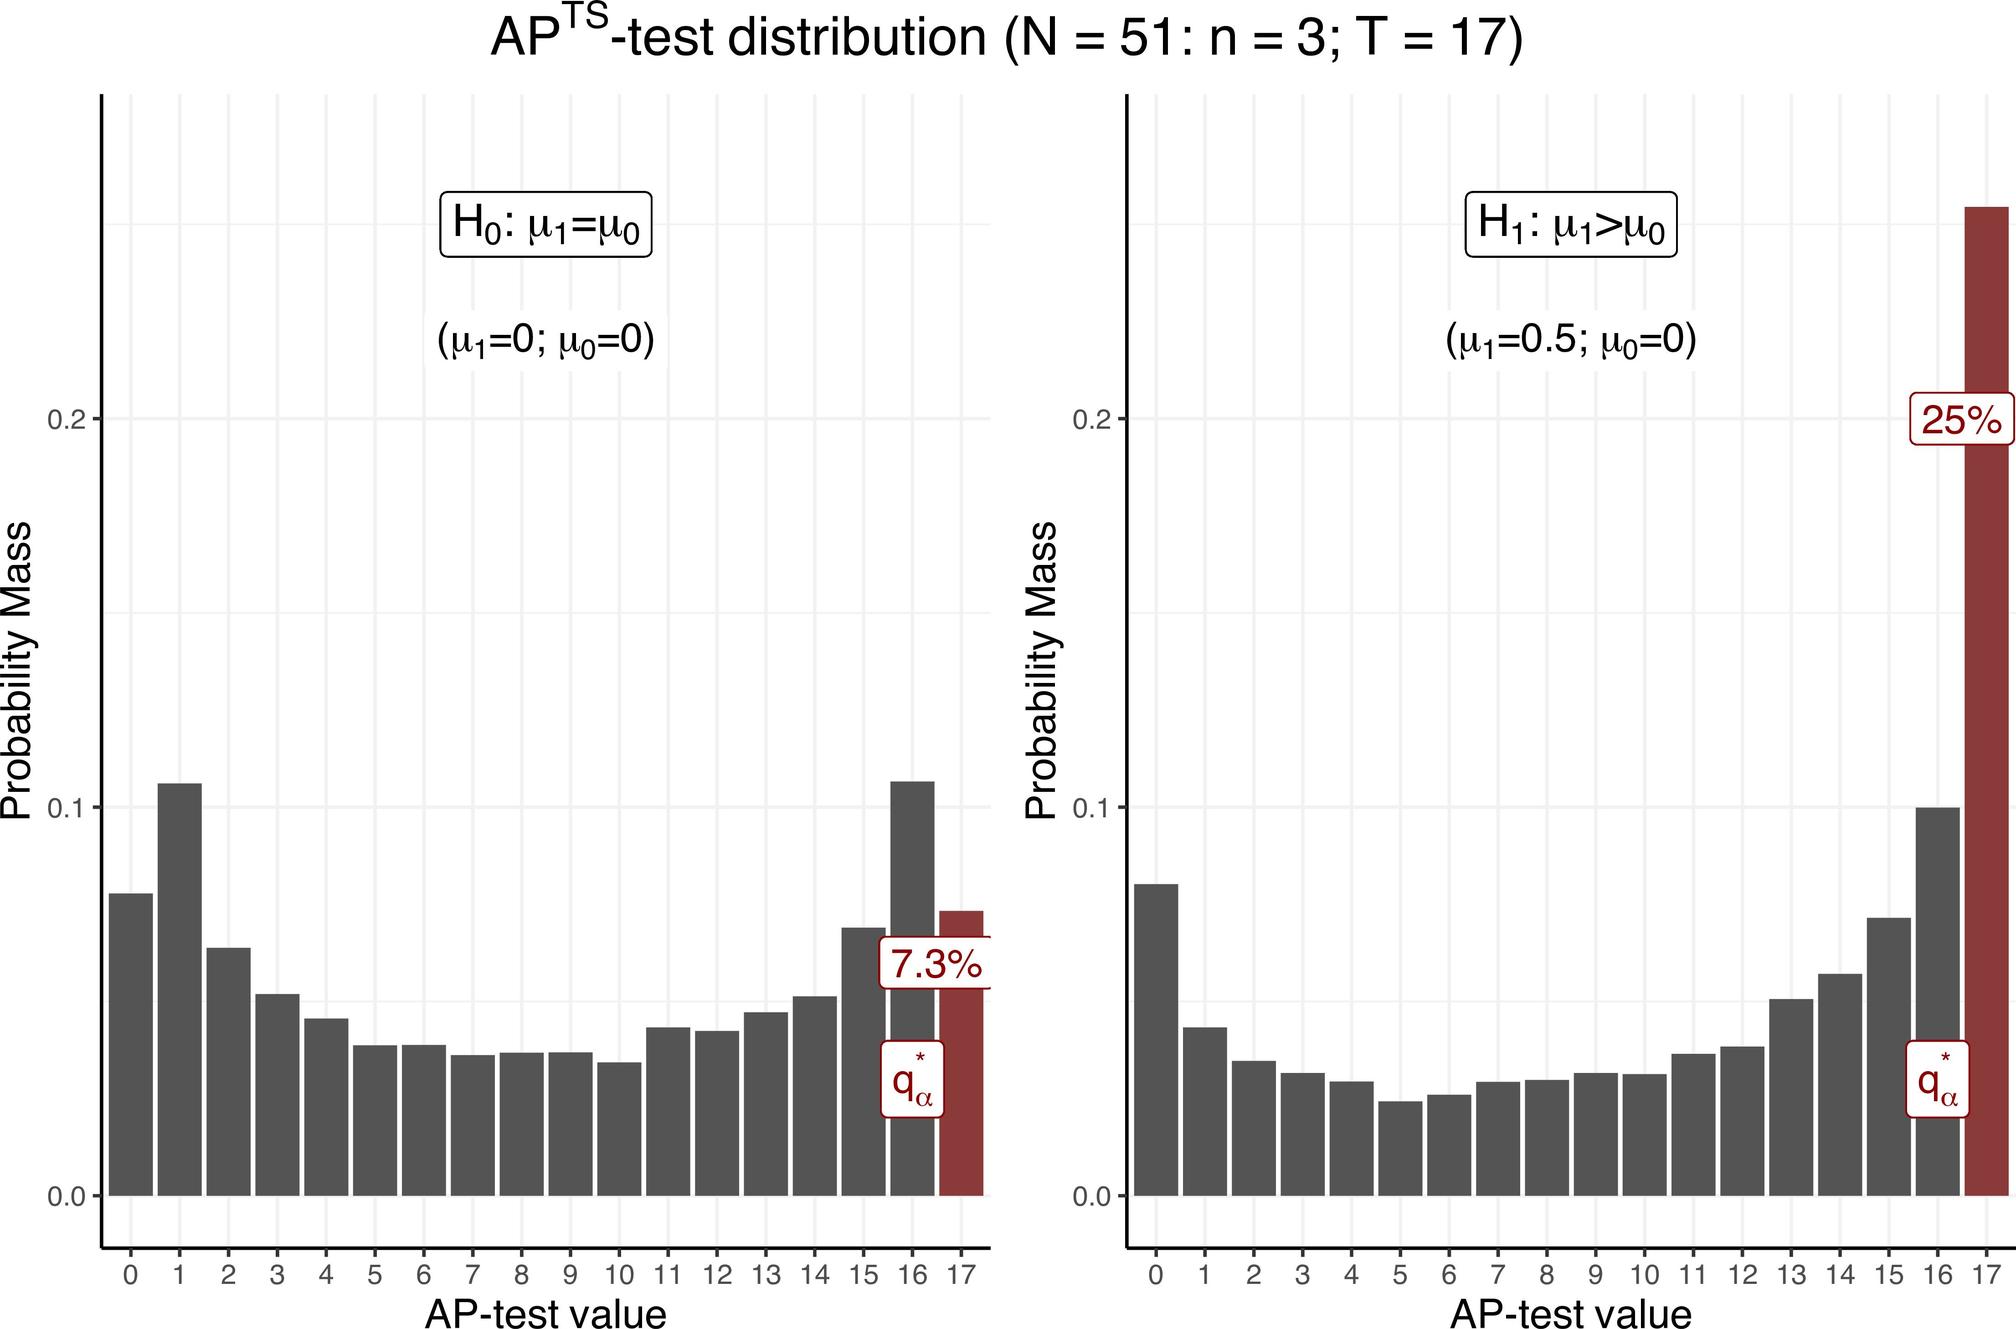 AP^TS-test distribution (N = 51: n = 3; T = 17)
Probability Mass
0.2
0.1
0.0
H₀: μ₁=μ₀
(μ₁=0; μ₀=0)
7.3%
q*α
0 1 2 3 4 5 6 7 8 9 10 11 12 13 14 15 16 17
AP-test value
Probability Mass
0.2
0.1
0.0
H₁: μ₁>μ₀
(μ₁=0.5; μ₀=0)
25%
q*α
0 1 2 3 4 5 6 7 8 9 10 11 12 13 14 15 16 17
AP-test value